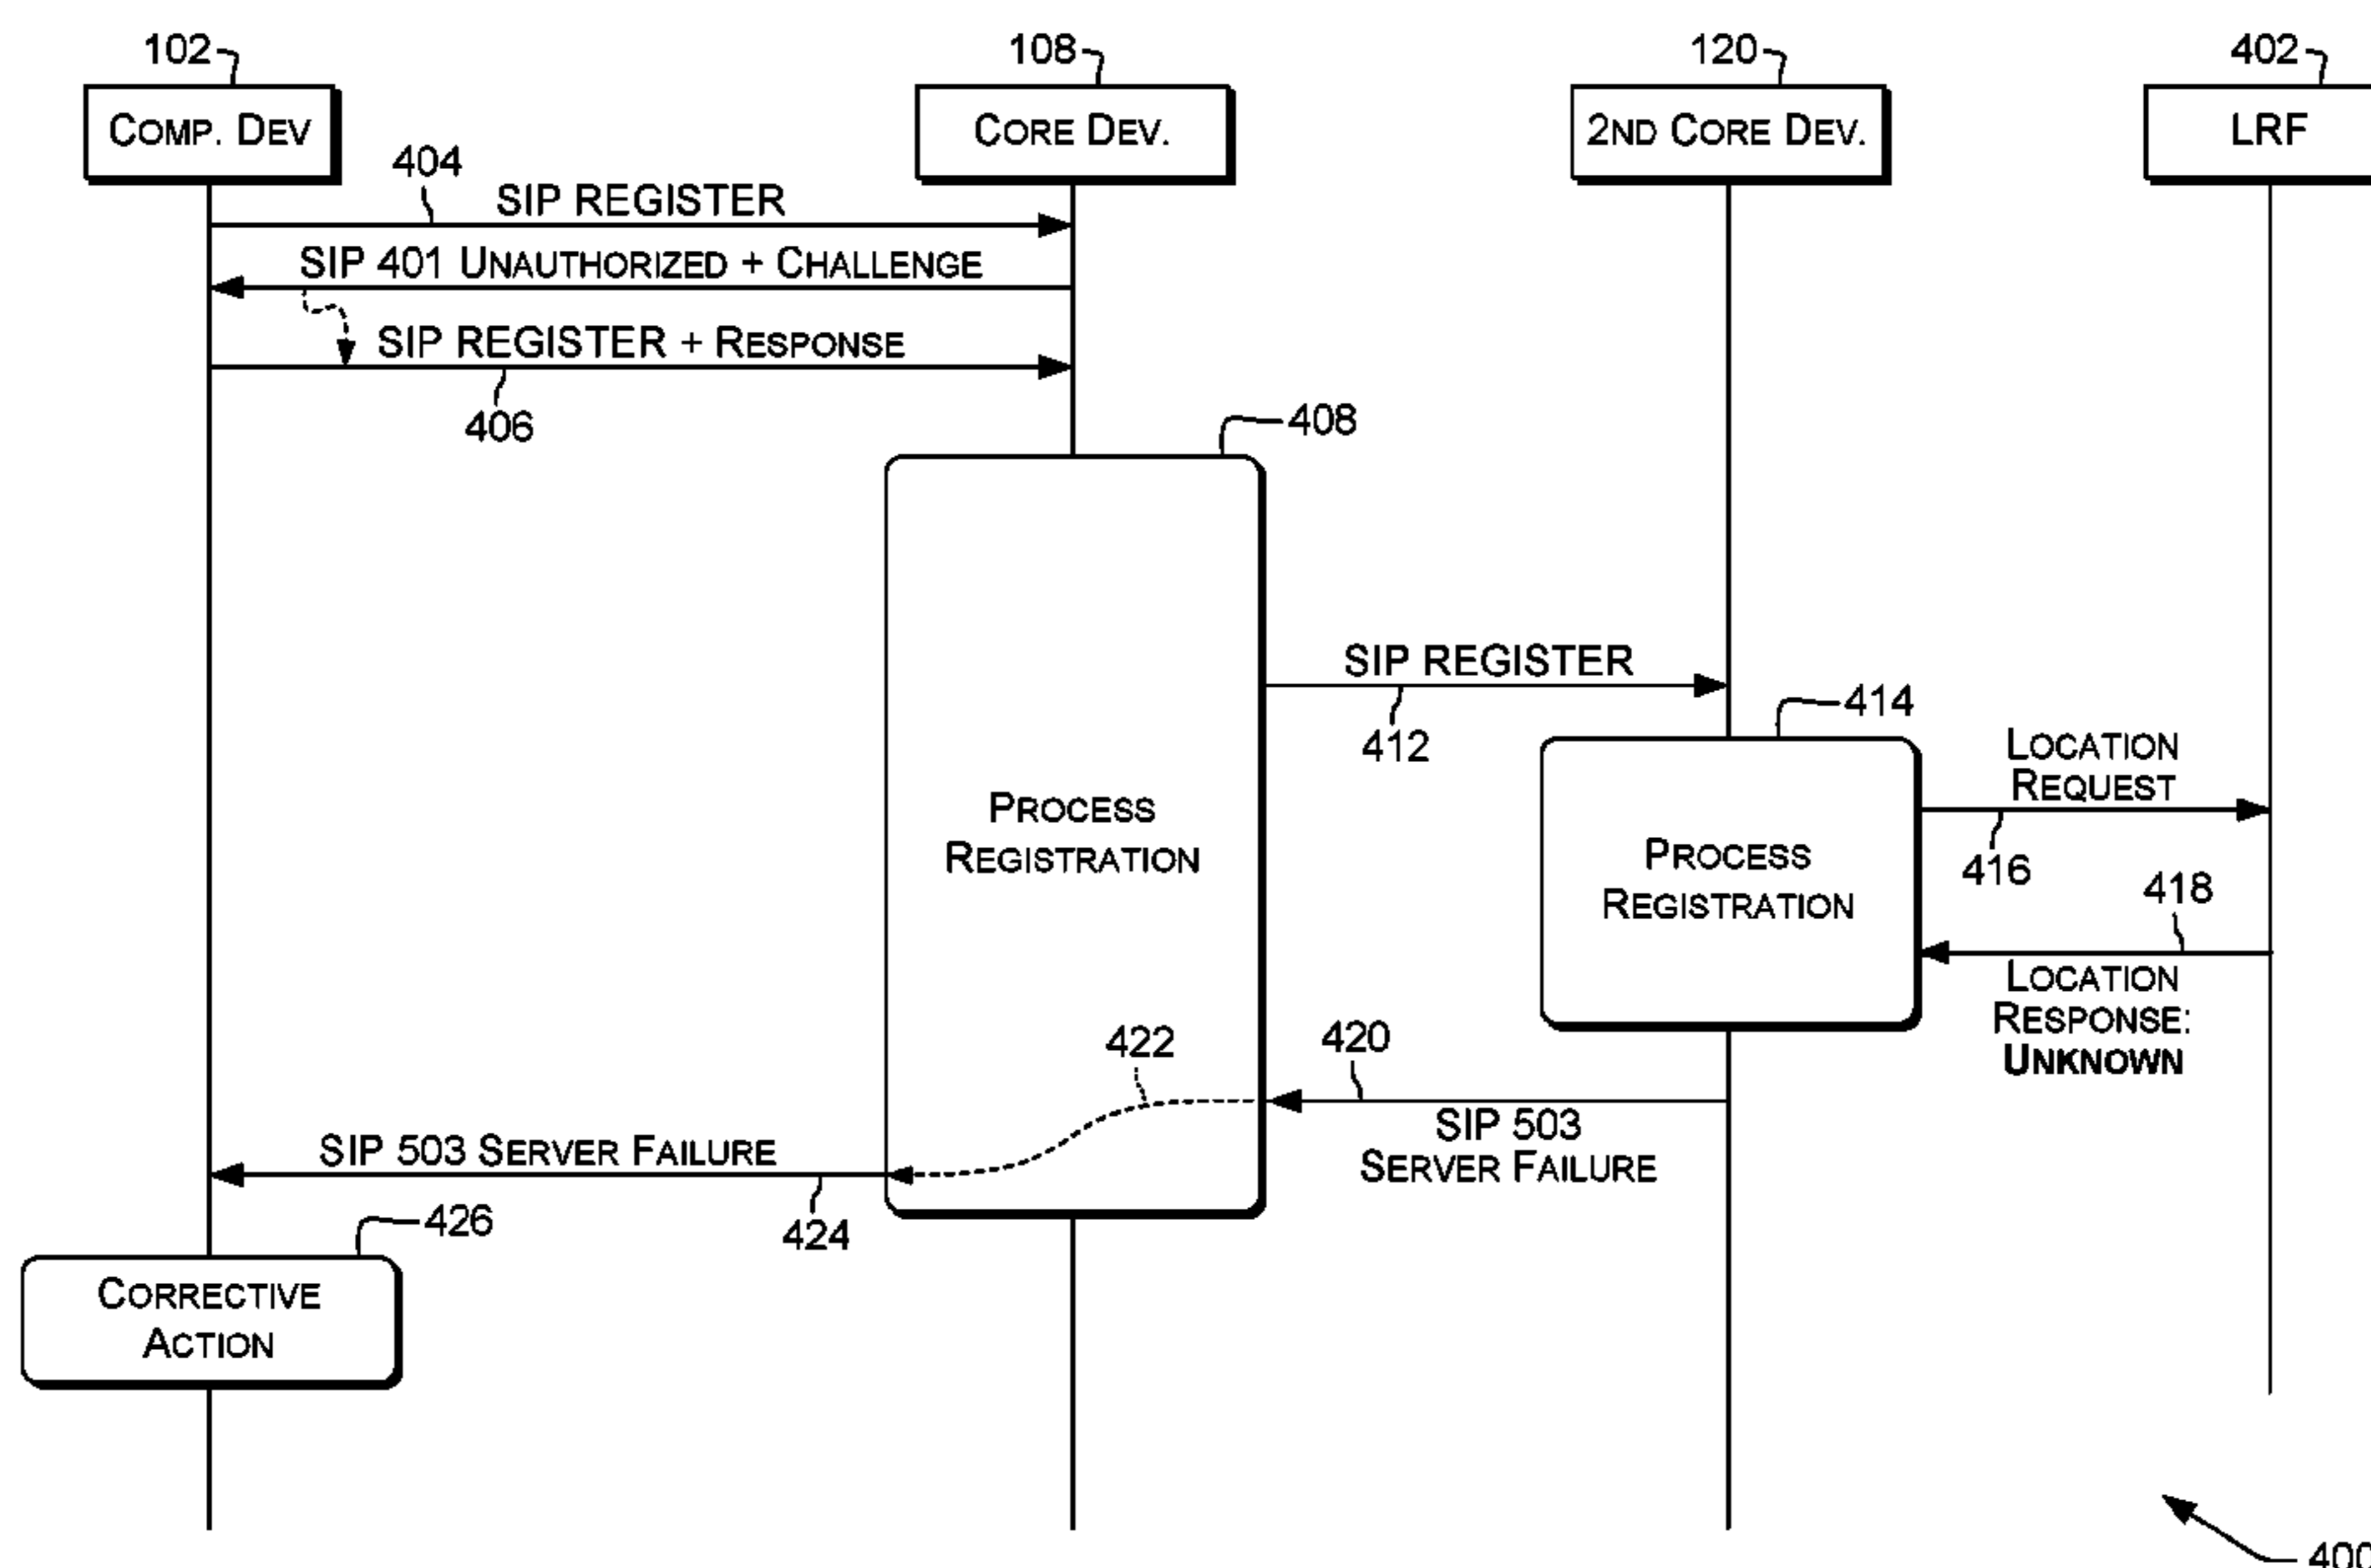 102
108
120
402
COMP. DEV
CORE DEV.
2ND CORE DEV.
LRF
404
SIP REGISTER
SIP 401 UNAUTHORIZED + CHALLENGE
SIP REGISTER + RESPONSE
406
408
SIP REGISTER
412
414
LOCATION
REQUEST
416
PROCESS
REGISTRATION
PROCESS
REGISTRATION
418
LOCATION
RESPONSE:
UNKNOWN
422
420
SIP 503
SERVER FAILURE
SIP 503 SERVER FAILURE
424
426
CORRECTIVE
ACTION
400